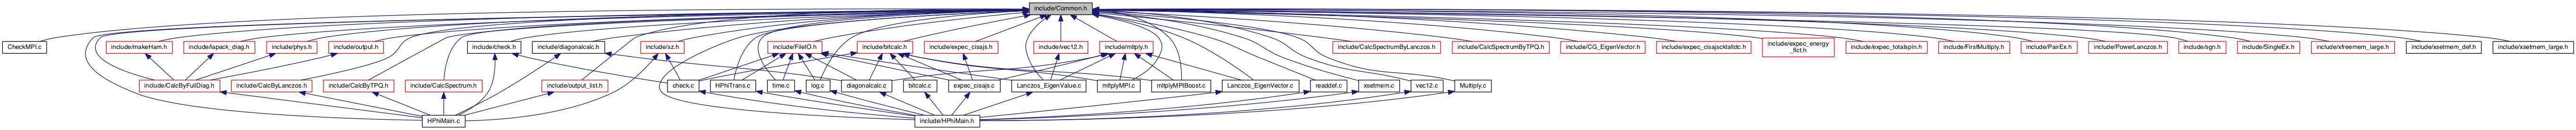 include/Common.h
CheckMPI.c
include/makeHam.h
include/lapack_diag.h
include/phys.h
include/output.h
include/check.h
include/diagonalcalc.h
include/sz.h
include/FileIO.h
include/bitcalc.h
include/expec_cisajs.h
include/vec12.h
include/mltply.h
include/CalcSpectrumByLanczos.h
include/CalcSpectrumByTPQ.h
include/CG_EigenVector.h
include/expec_cisajscktaltdc.h
include/expec_energy
_flct.h
include/expec_totalspin.h
include/FirstMultiply.h
include/PairEx.h
include/PowerLanczos.h
include/sgn.h
include/SingleEx.h
include/xfreemem_large.h
include/xsetmem_def.h
include/xsetmem_large.h
include/CalcByFullDiag.h
include/CalcByLanczos.h
include/CalcByTPQ.h
include/CalcSpectrum.h
include/output_list.h
check.c
HPhiTrans.c
time.c
log.c
diagonalcalc.c
bitcalc.c
expec_cisajs.c
Lanczos_EigenValue.c
mltplyMPI.c
mltplyMPIBoost.c
Lanczos_EigenVector.c
readdef.c
xsetmem.c
vec12.c
Multiply.c
HPhiMain.c
include/HPhiMain.h